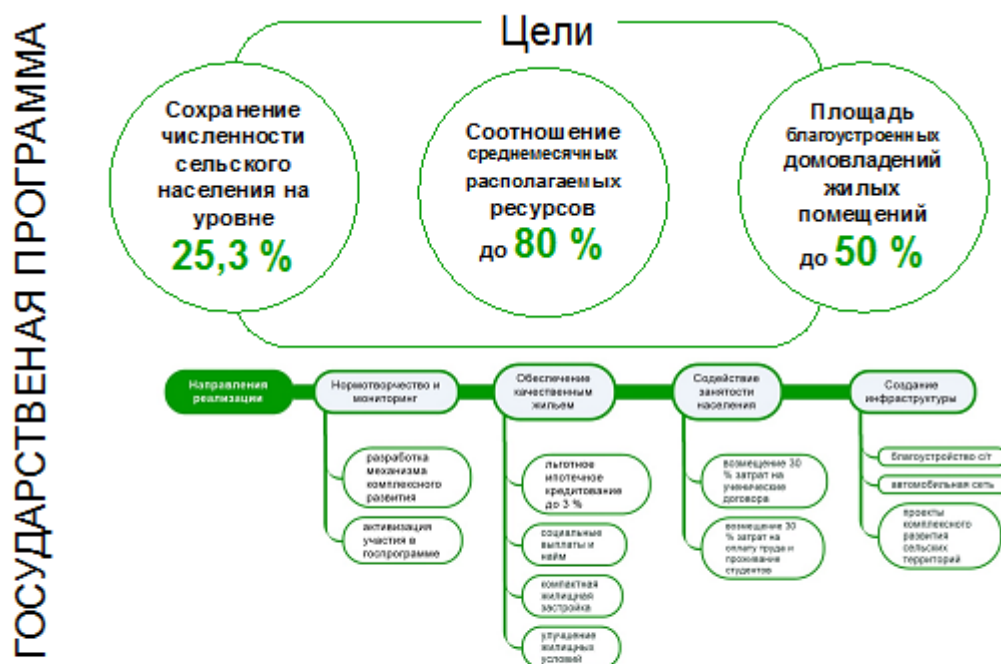 ГОСУДАРСТВЕНАЯ ПРОГРАММА
Цели
Сохранение
численности
сельского
населения на
уровне
25,3 %
Соотношение
среднемесячных
располагаемых
ресурсов
до 80 %
Площадь
благоустроенных
домовладений
жилых
помещений
до 50 %
Направления
реализации
Нормотворчество и
мониторинг
разработка
механизма
комплексного
развития
активизация
участия в
госпрограмме
Обеспечение
качественным
жильем
льготное
ипотечное
кредитование
до 3 %
социальные
выплаты и
найм
компактная
жилищная
застройка
улучшение
жилищных
условий
Содействие
занятости
населения
возмещение 30
% затрат на
ученические
договора
возмещение 30
% затрат на
оплату труда и
проживание
студентов
Создание
инфраструктуры
благоустройство с/т
автомобильная сеть
проекты
комплексного
развития
сельских
территорий